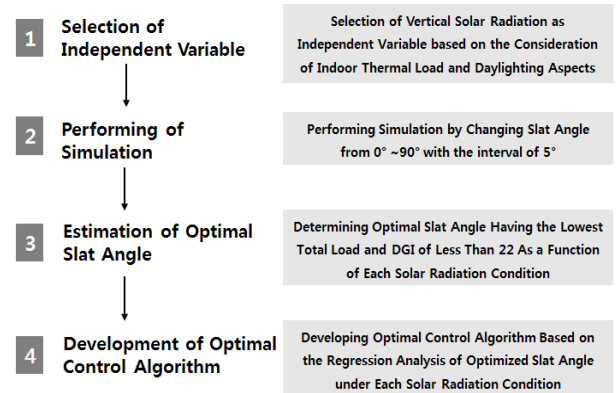 1
Selection of
Independent Variable
Selection of Vertical Solar Radiation as
Independent Variable based on the Consideration
of Indoor Thermal Load and Daylighting Aspects
2
Performing of
Simulation
Performing Simulation by Changing Slat Angle
from 0° ~90° with the interval of 5°
3
Estimation of Optimal
Slat Angle
Determining Optimal Slat Angle Having the Lowest
Total Load and DGI of Less Than 22 As a Function
of Each Solar Radiation Condition
4
Development of Optimal
Control Algorithm
Developing Optimal Control Algorithm Based on
the Regression Analysis of Optimized Slat Angle
under Each Solar Radiation Condition